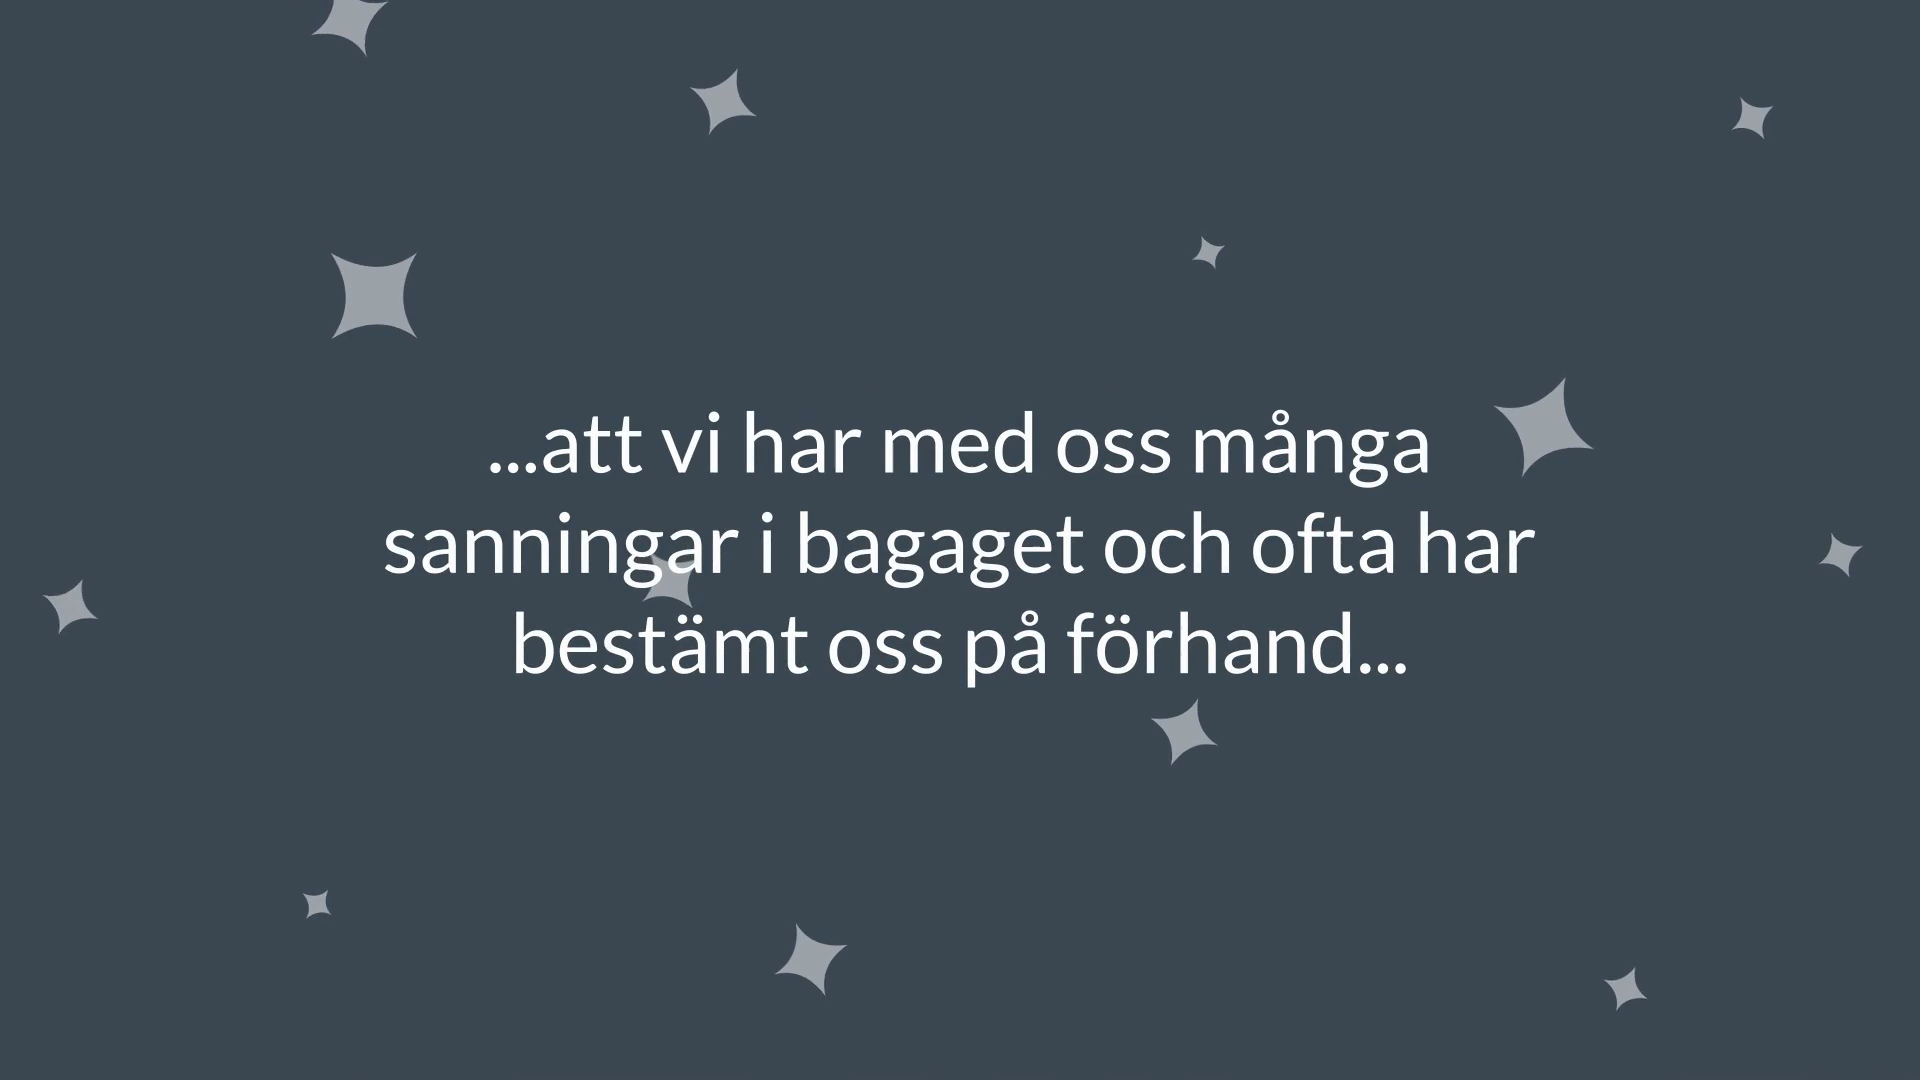 ...att vi har med oss många
sanningar i bagaget och ofta har
bestämt oss på förhand...